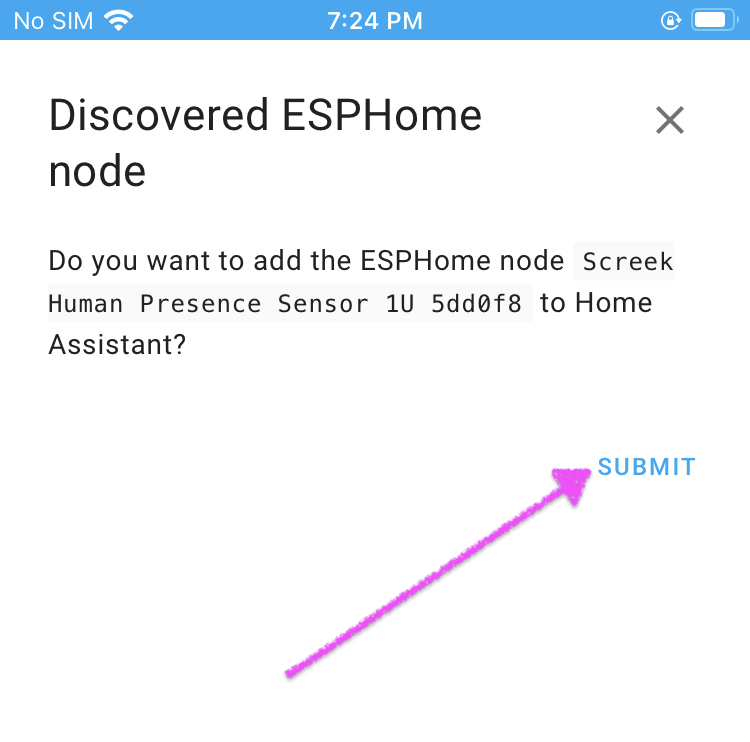 No SIM 7:24 PM
Discovered ESPHome
node
Do you want to add the ESPHome node Screek
Human Presence Sensor 1U 5dd0f8 to Home
Assistant?
SUBMIT